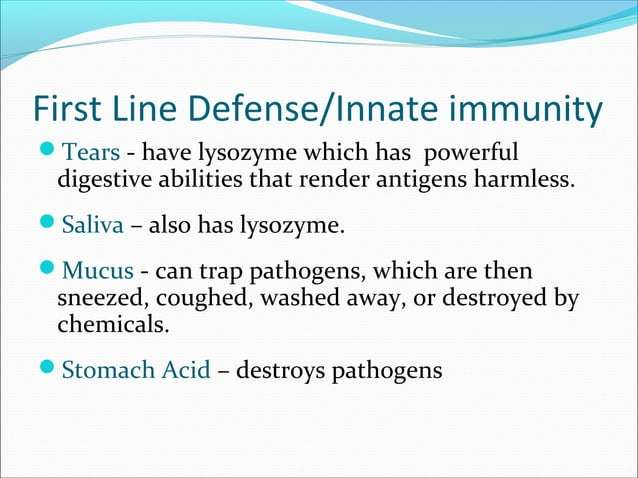 First Line Defense/Innate immunity
Tears - have lysozyme which has powerful
digestive abilities that render antigens harmless.
Saliva – also has lysozyme.
Mucus - can trap pathogens, which are then
sneezed, coughed, washed away, or destroyed by
chemicals.
Stomach Acid – destroys pathogens